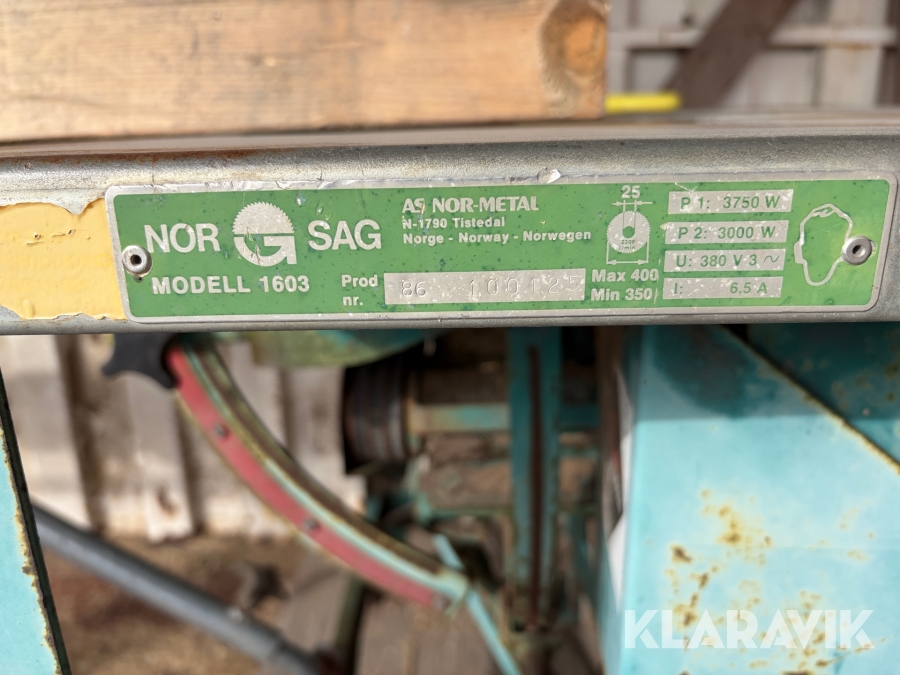 NOR SAG
MODELL 1603
AS NOR-METAL
N-1790 Tistedal
Norge - Norway - Norwegen
Prod nr. 86 100125
25
Max 400
Min 350
P 1: 3750 W
P 2: 3000 W
U: 380 V 3 ~
I: 6.5 A
KLARAVIK